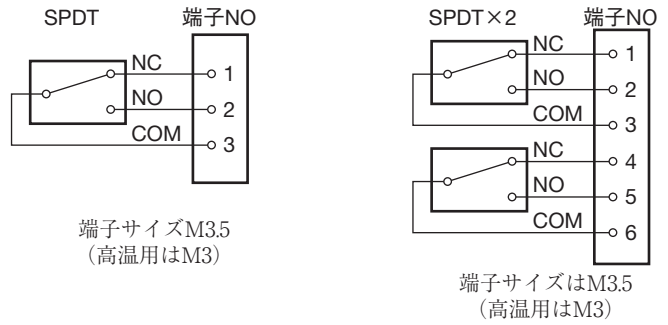 SPDT 端子NO
NC 1
NO 2
COM 3
端子サイズM3.5
（高温用はM3）
SPDT×2 端子NO
NC 1
NO 2
COM 3
NC 4
NO 5
COM 6
端子サイズはM3.5
（高温用はM3）